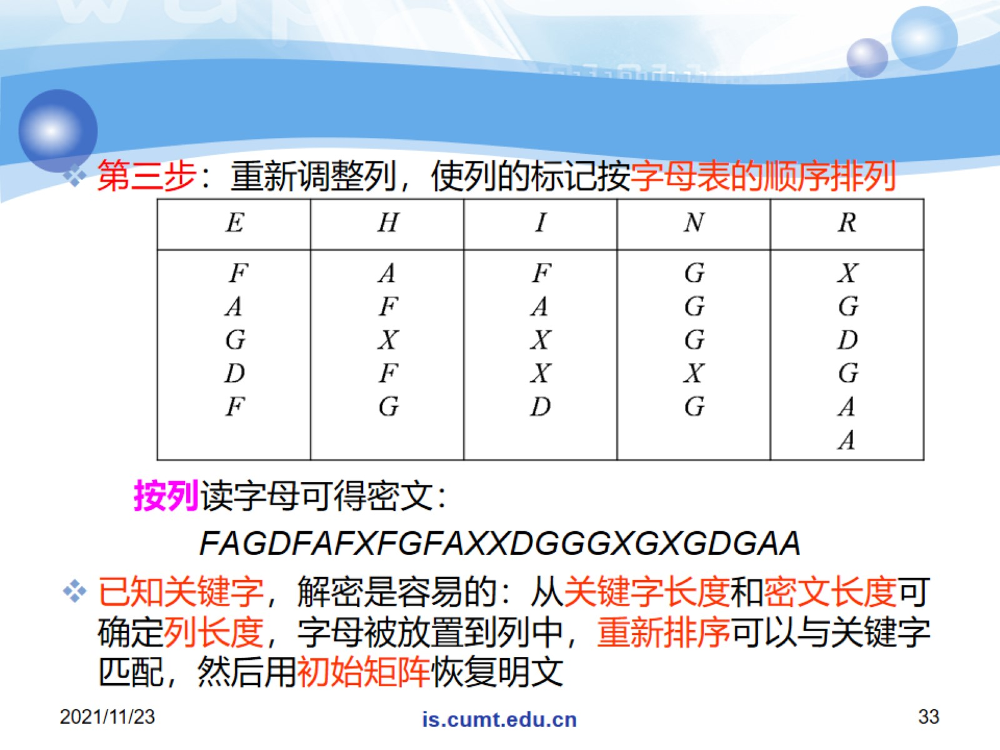 第三步：重新调整列，使列的标记按字母表的顺序排列
E H I N R
F A F G X
A F A G G
G X X G D
D F X X G
F G D G A
A
按列读字母可得密文：
FAGDFAFXFGFAXXDGGGXGXGDGAA
已知关键字，解密是容易的：从关键字长度和密文长度可
确定列长度，字母被放置到列中，重新排序可以与关键字
匹配，然后用初始矩阵恢复明文
2021/11/23 is.cumt.edu.cn 33